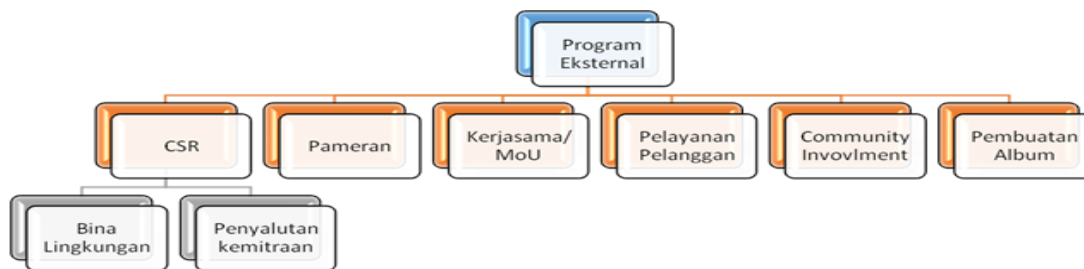 Program
Eksternal
CSR
Pameran
Kerjasama/
MoU
Pelayanan
Pelanggan
Community
Invovlment
Pembuatan
Album
Bina
Lingkungan
Penyalutan
kemitraan